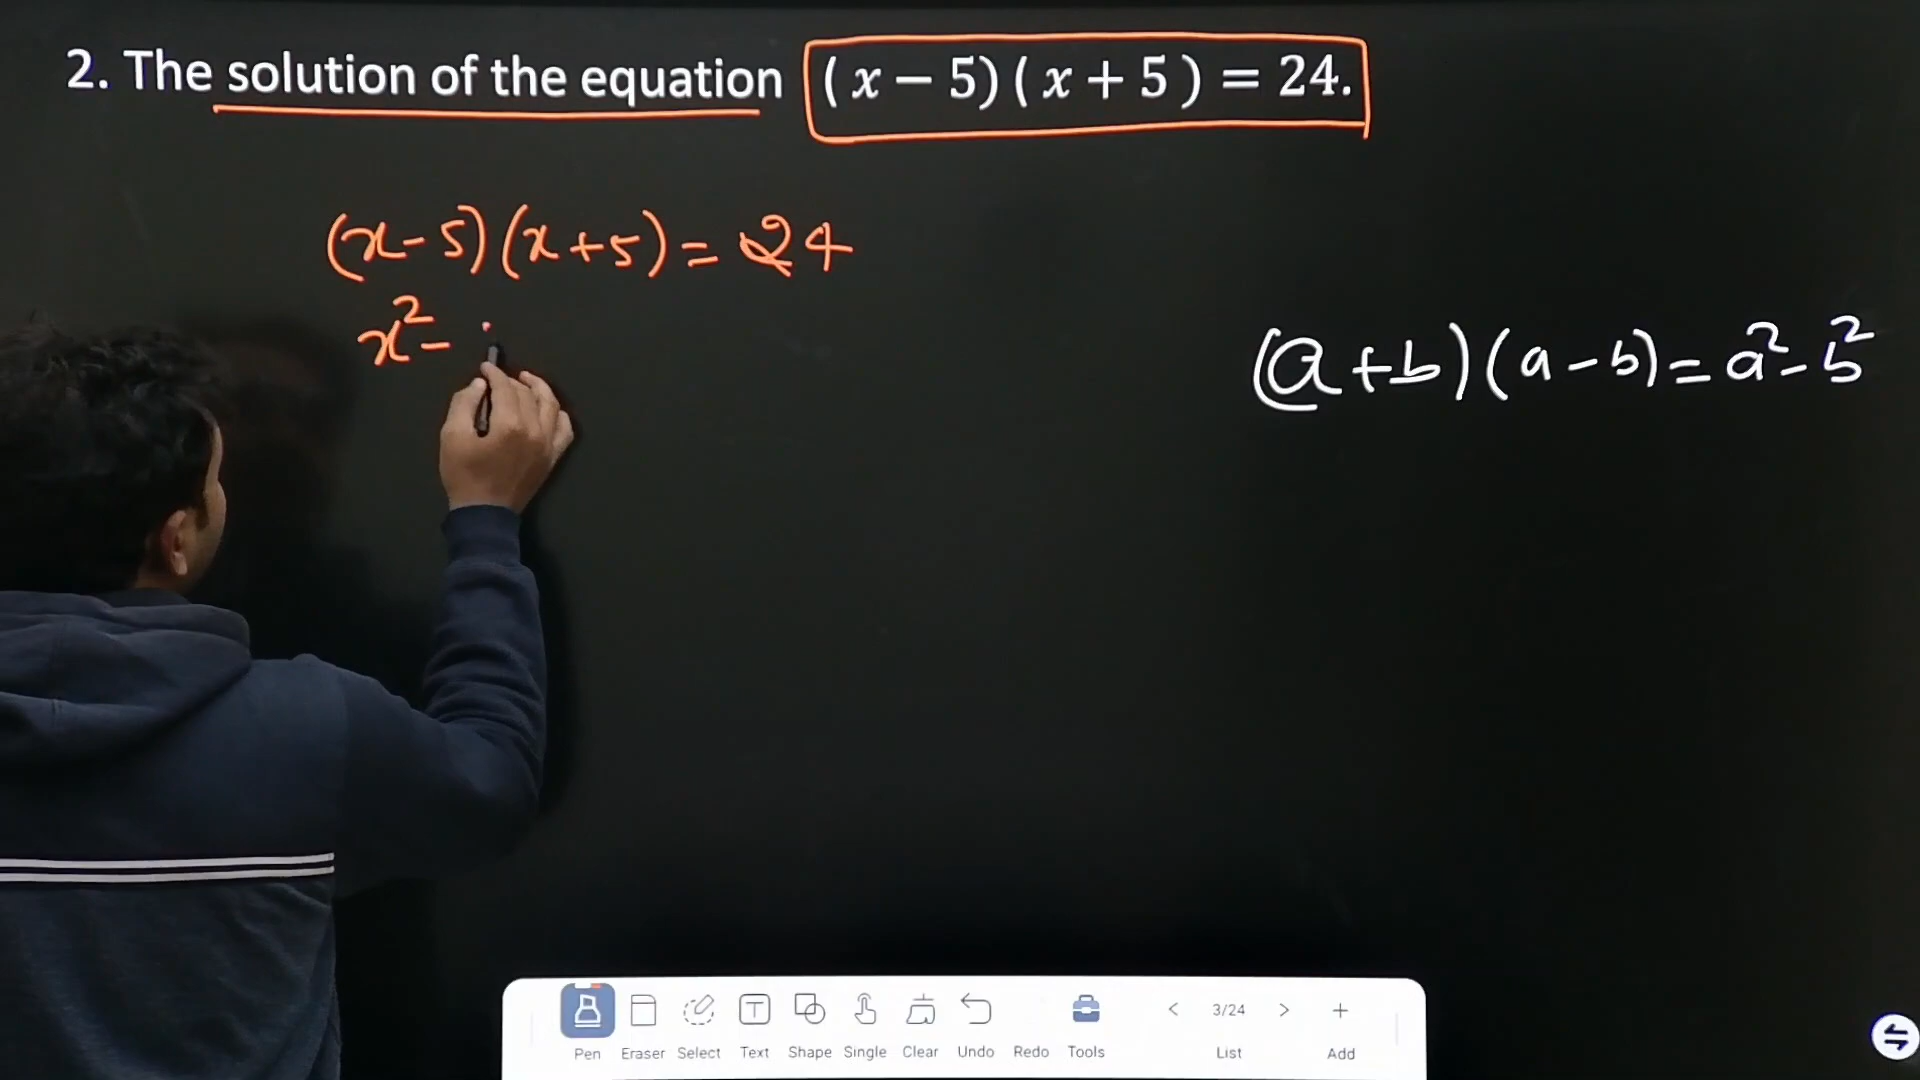 2. The solution of the equation ( x − 5) ( x + 5 ) = 24.
(x-5)(x+5) = 24
x² -
(a+b)(a-b) = a² - b²
Pen Eraser Select Text Shape Single Clear Undo Redo Tools < 3/24 List > + Add